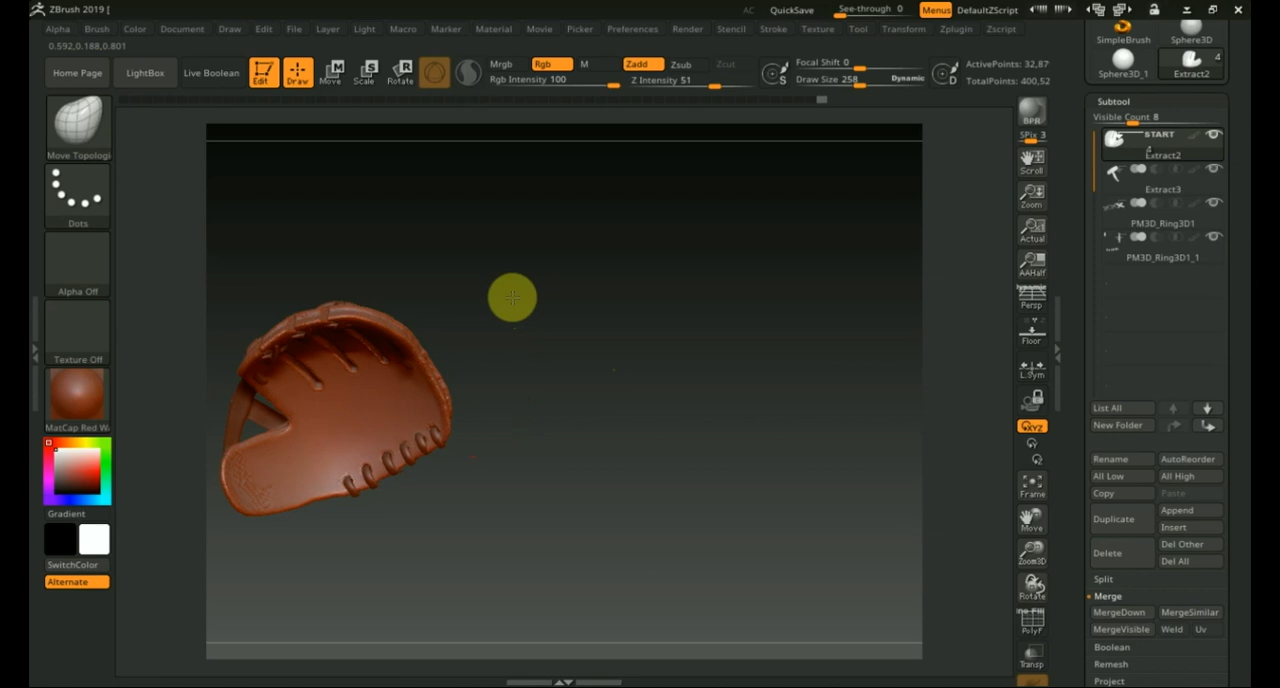 ZBrush 2019 [
AC QuickSave See-through 0 Menus DefaultZScript
Alpha Brush Color Document Draw Edit File Layer Light Macro Marker Material Movie Picker Preferences Render Stencil Stroke Texture Tool Transform Zplugin Zscript
0.592,0.188,0.801
Home Page LightBox Live Boolean Edit Draw Move Scale Rotate
Mrgb Rgb M Zadd Zsub Zcut
Rgb Intensity 100 Z Intensity 51
S
Focal Shift 0
Draw Size 258 Dynamic
D
ActivePoints: 32,87
TotalPoints: 400,52
SimpleBrush Sphere3D
Sphere3D_1 Extract2
4
Move Topologi
Dots
Alpha Off
Texture Off
MatCap Red W
Gradient
SwitchColor
Alternate
BPR
SPix 3
Scroll
Zoom
Actual
AAHalf
Dynamic
Persp
Floor
L.Sym
XYZ
Frame
Move
Zoom3D
Rotate
PolyF
Transp
Subtool
Visible Count 8
START
Extract2
Extract3
PM3D_Ring3D1
PM3D_Ring3D1_1
List All
New Folder
Rename AutoReorder
All Low All High
Copy Paste
Duplicate Append
Insert
Delete Del Other
Del All
Split
Merge
MergeDown MergeSimilar
MergeVisible Weld Uv
Boolean
Remesh
Project